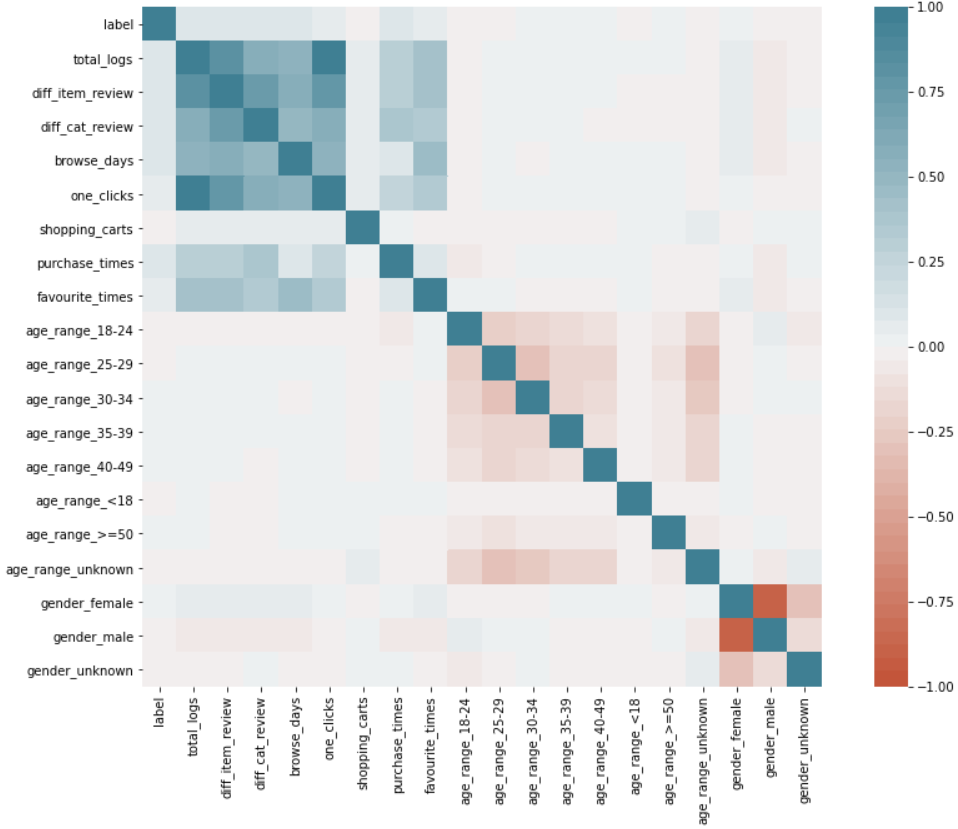 label
total_logs
diff_item_review
diff_cat_review
browse_days
one_clicks
shopping_carts
purchase_times
favourite_times
age_range_18-24
age_range_25-29
age_range_30-34
age_range_35-39
age_range_40-49
age_range_<18
age_range_>=50
age_range_unknown
gender_female
gender_male
gender_unknown
label
total_logs
diff_item_review
diff_cat_review
browse_days
one_clicks
shopping_carts
purchase_times
favourite_times
age_range_18-24
age_range_25-29
age_range_30-34
age_range_35-39
age_range_40-49
age_range_<18
age_range_>=50
age_range_unknown
gender_female
gender_male
gender_unknown
1.00
0.75
0.50
0.25
0.00
−0.25
−0.50
−0.75
−1.00